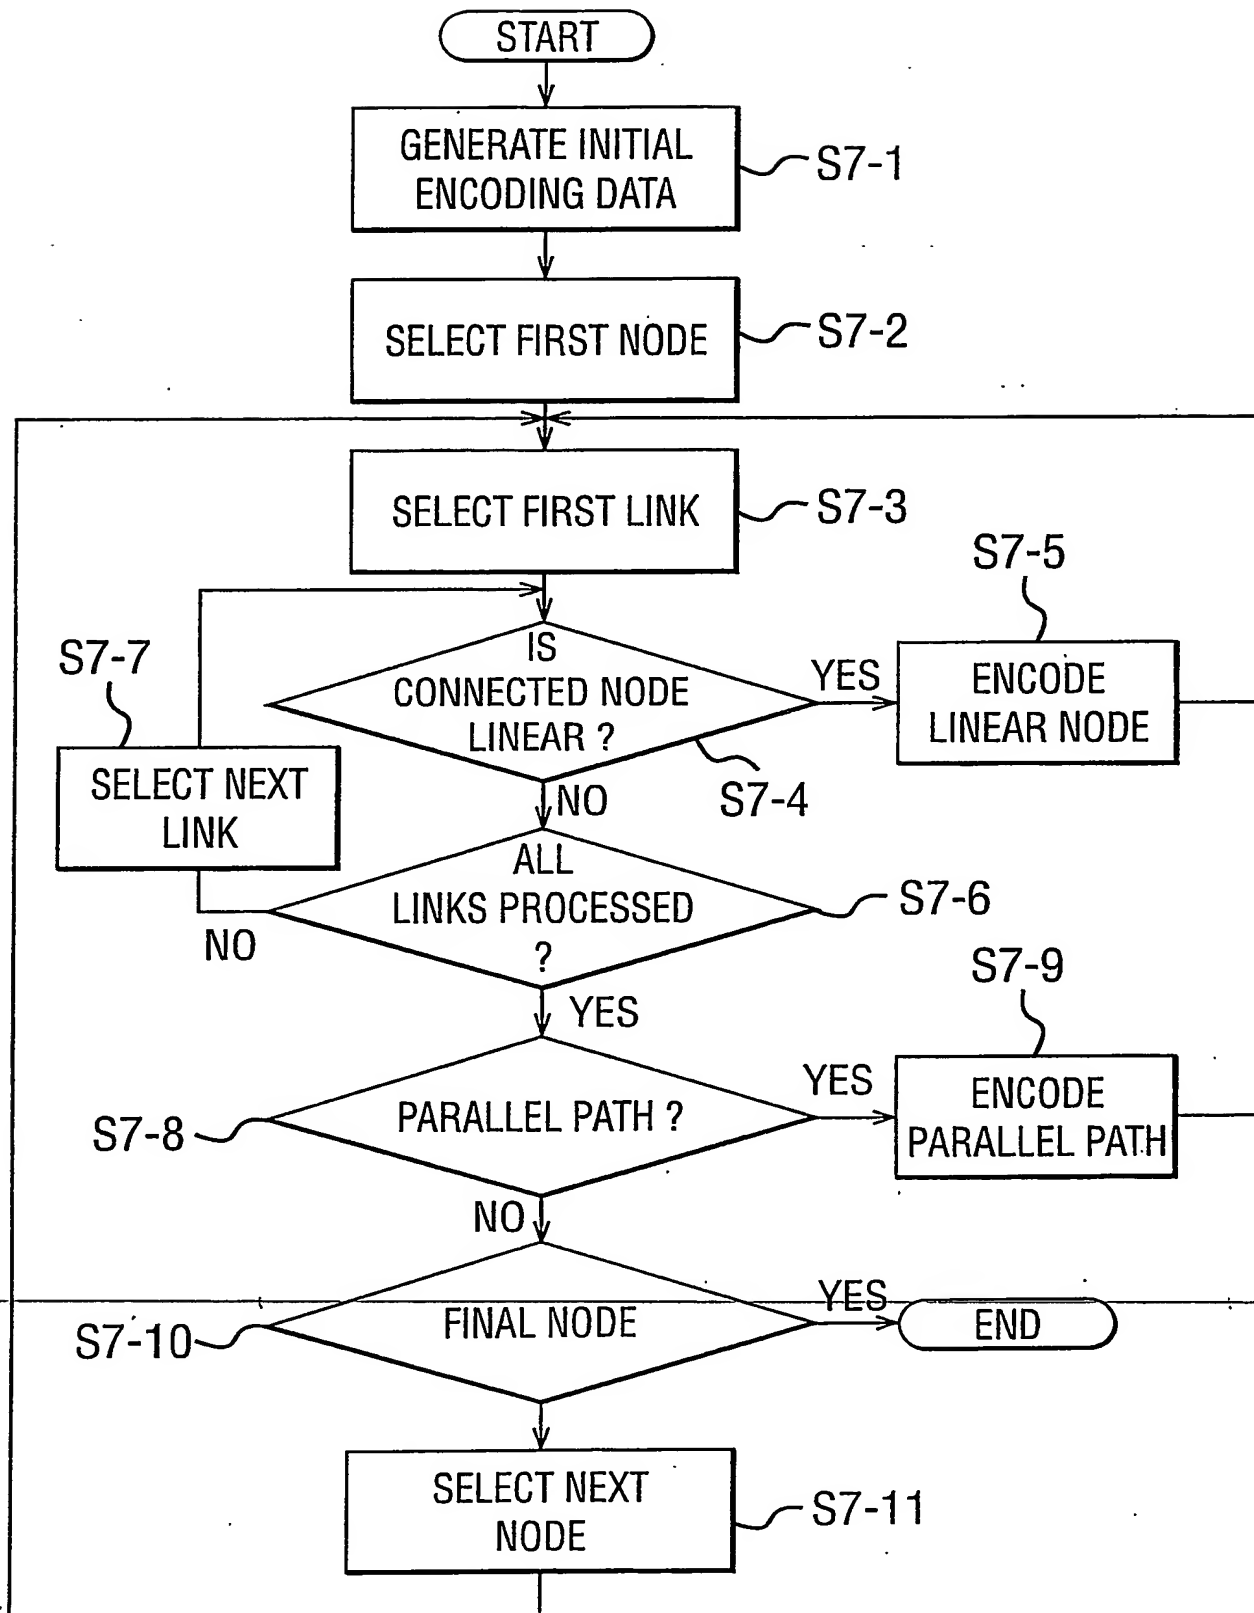 START
GENERATE INITIAL
ENCODING DATA
S7-1
SELECT FIRST NODE
S7-2
SELECT FIRST LINK
S7-3
S7-5
S7-7
IS
CONNECTED NODE
LINEAR ?
YES
ENCODE
LINEAR NODE
SELECT NEXT
LINK
NO
S7-4
ALL
LINKS PROCESSED
?
S7-6
NO
YES
S7-9
S7-8
PARALLEL PATH ?
YES
ENCODE
PARALLEL PATH
NO
S7-10
FINAL NODE
YES
END
SELECT NEXT
NODE
S7-11